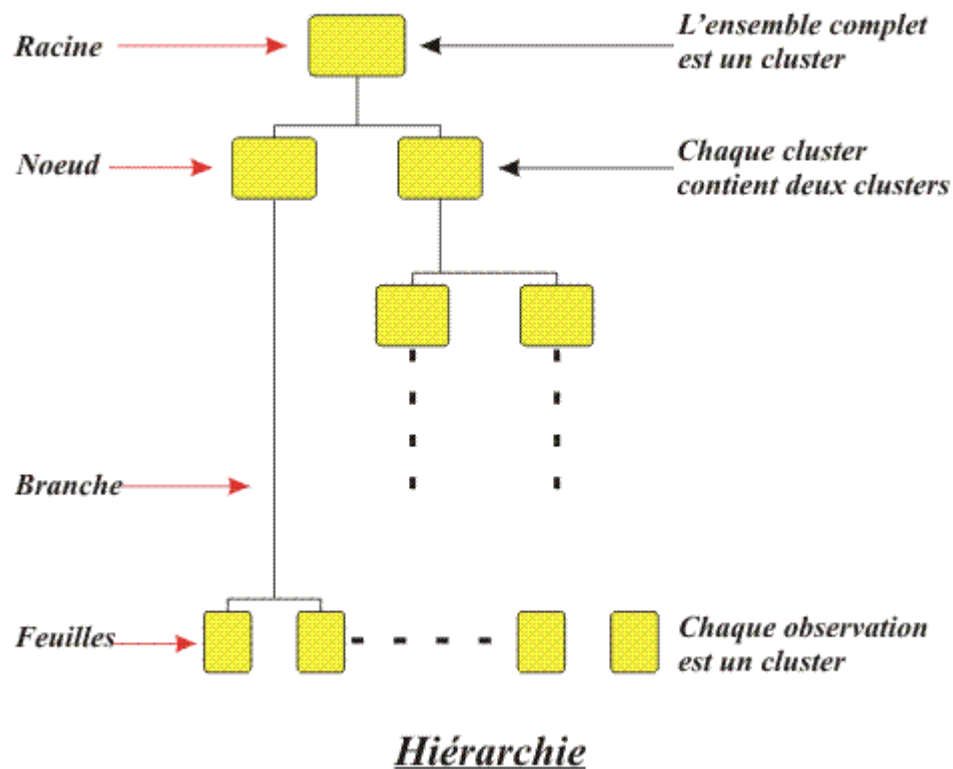 Racine
L'ensemble complet
est un cluster
Noeud
Chaque cluster
contient deux clusters
Branche
Feuilles
Chaque observation
est un cluster
Hiérarchie